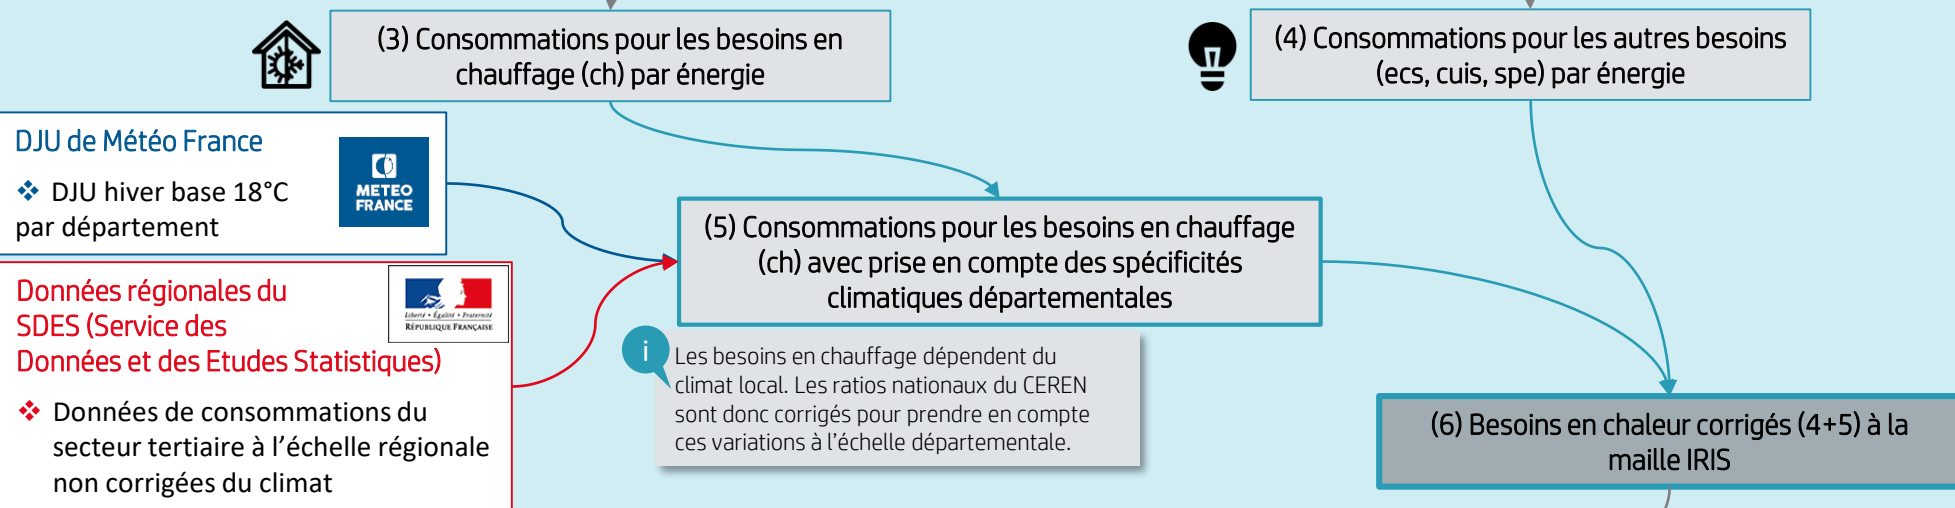 (3) Consommations pour les besoins en
chauffage (ch) par énergie
(4) Consommations pour les autres besoins
(ecs, cuis, spe) par énergie
DJU de Météo France
❖ DJU hiver base 18°C
par département
METEO
FRANCE
Données régionales du
SDES (Service des
Données et des Etudes Statistiques)
Liberté • Égalité • Fraternité
RÉPUBLIQUE FRANÇAISE
❖ Données de consommations du
secteur tertiaire à l’échelle régionale
non corrigées du climat
(5) Consommations pour les besoins en chauffage
(ch) avec prise en compte des spécificités
climatiques départementales
i
Les besoins en chauffage dépendent du
climat local. Les ratios nationaux du CEREN
sont donc corrigés pour prendre en compte
ces variations à l’échelle départementale.
(6) Besoins en chaleur corrigés (4+5) à la
maille IRIS